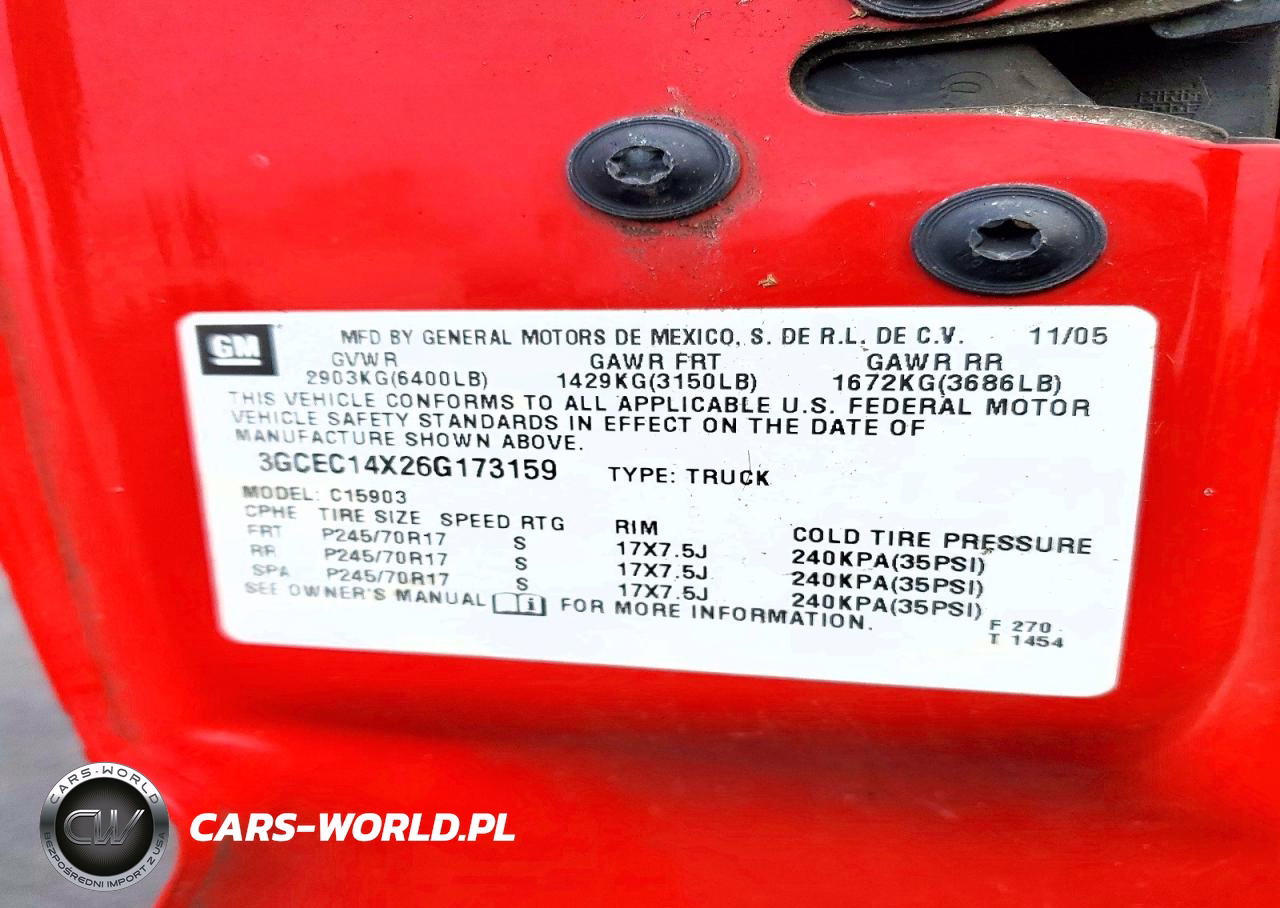 GM MFD BY GENERAL MOTORS DE MEXICO, S. DE R.L. DE C.V. 11/05
GVWR GAWR FRT GAWR RR
2903KG(6400LB) 1429KG(3150LB) 1672KG(3686LB)
THIS VEHICLE CONFORMS TO ALL APPLICABLE U.S. FEDERAL MOTOR
VEHICLE SAFETY STANDARDS IN EFFECT ON THE DATE OF
MANUFACTURE SHOWN ABOVE.
3GCEC14X26G173159 TYPE: TRUCK
MODEL: C15903
CPHE TIRE SIZE SPEED RTG RIM COLD TIRE PRESSURE
FRT P245/70R17 S 17X7.5J 240KPA(35PSI)
RR P245/70R17 S 17X7.5J 240KPA(35PSI)
SPA P245/70R17 S 17X7.5J 240KPA(35PSI)
SEE OWNER'S MANUAL i FOR MORE INFORMATION.
F 270
T 1454
CARS-WORLD
CW
BEZPOŚREDNI IMPORT Z USA
CARS-WORLD.PL